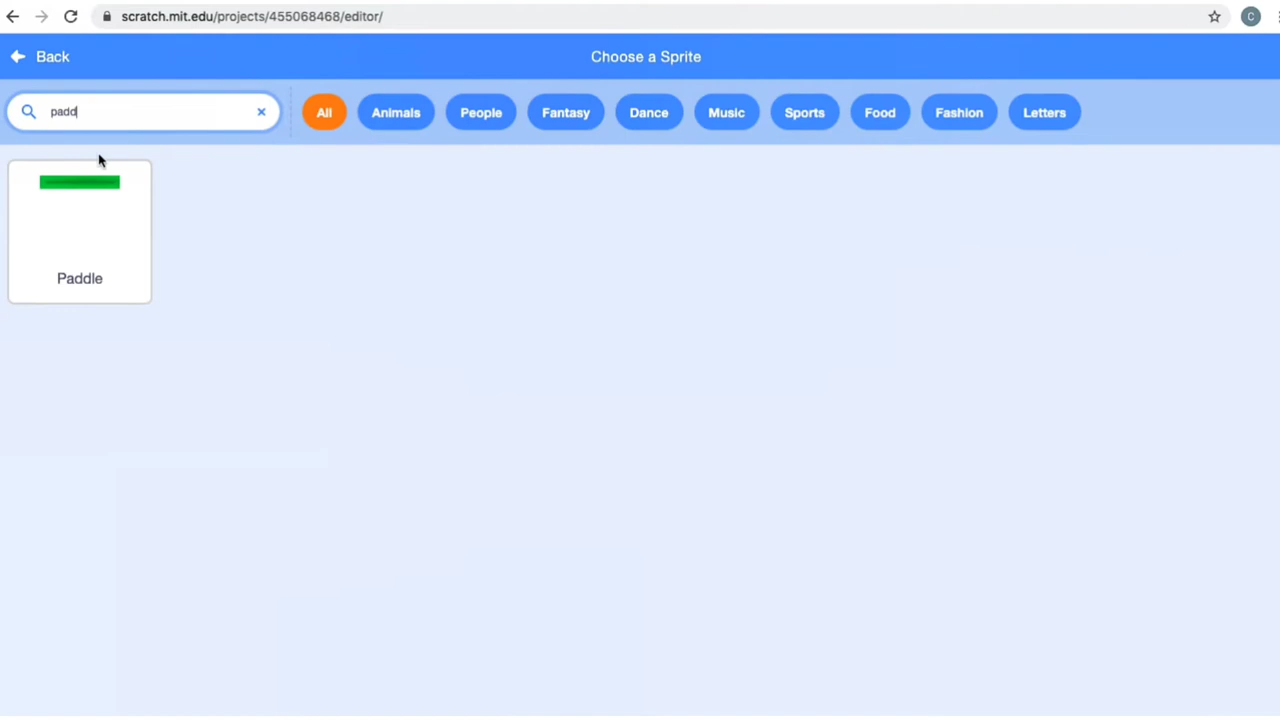 scratch.mit.edu/projects/455068468/editor/
C
Back
Choose a Sprite
padd
All
Animals
People
Fantasy
Dance
Music
Sports
Food
Fashion
Letters
Paddle